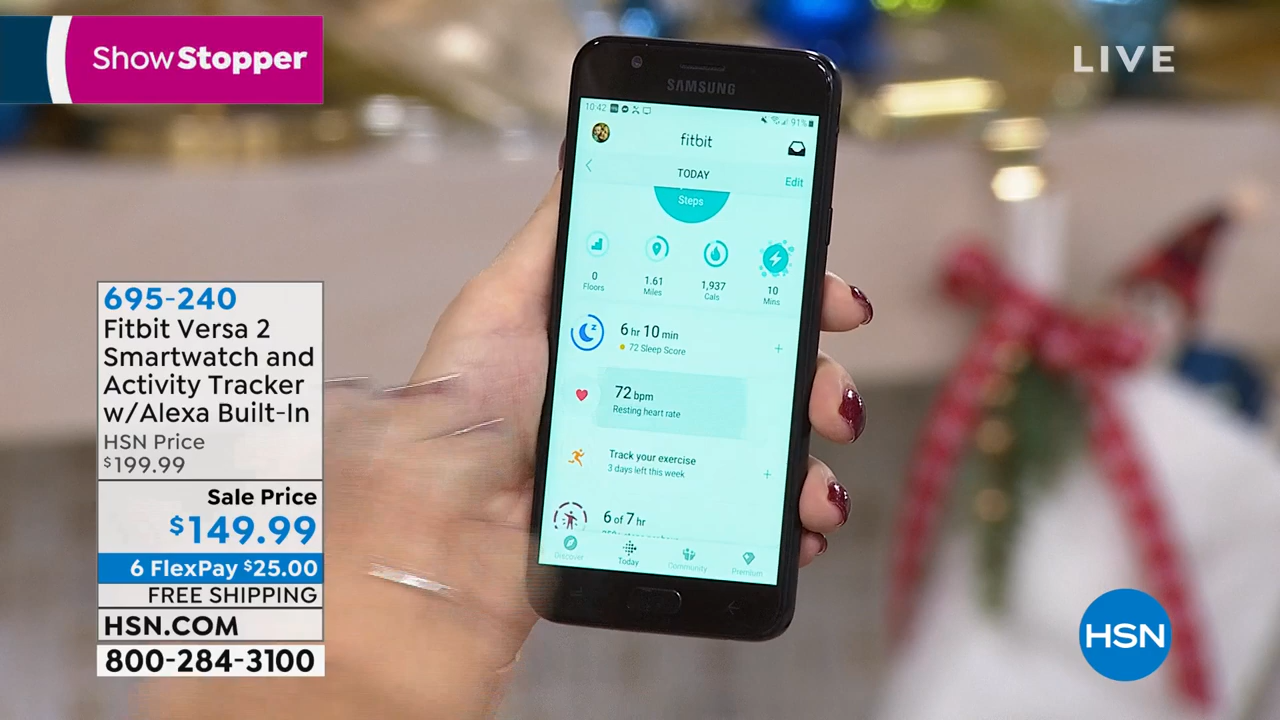 ShowStopper
LIVE
695-240
Fitbit Versa 2
Smartwatch and
Activity Tracker
w/Alexa Built-In
HSN Price
$199.99
Sale Price
$149.99
6 FlexPay $25.00
FREE SHIPPING
HSN.COM
800-284-3100
SAMSUNG
10:42
91%
fitbit
TODAY
Edit
Steps
0
Floors
1.61
Miles
1,937
Cals
10
Mins
6 hr 10 min
72 Sleep Score
72 bpm
Resting heart rate
Track your exercise
3 days left this week
6 of 7 hr
Discover
Today
Community
Premium
HSN